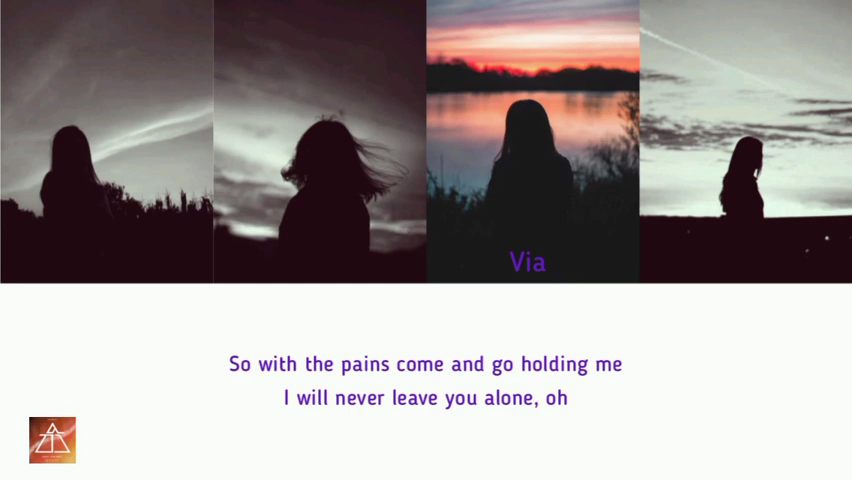 Via
So with the pains come and go holding me
I will never leave you alone, oh